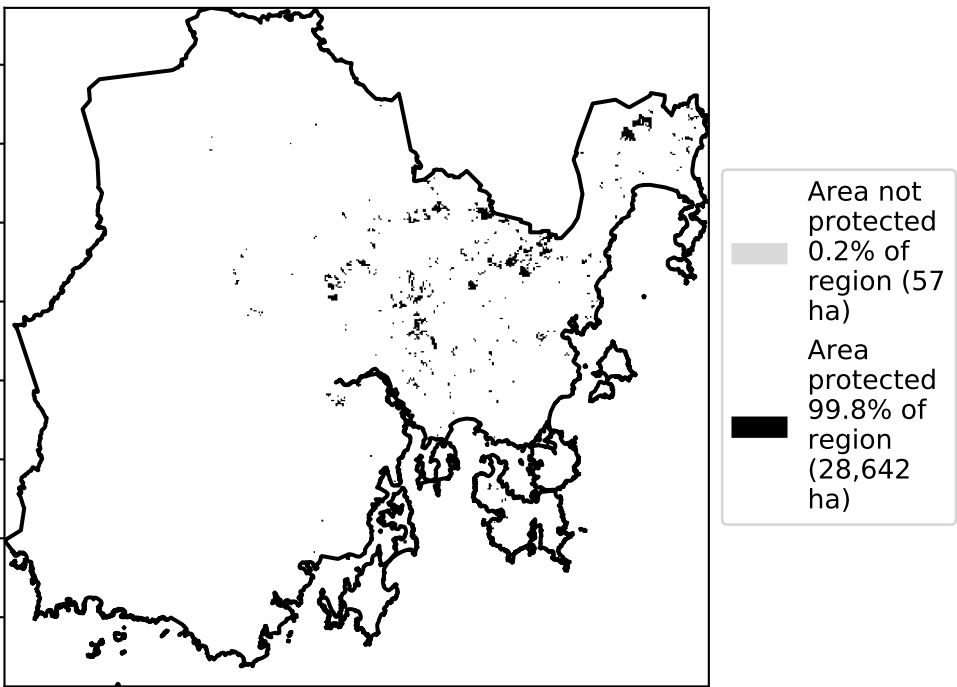 Area not
protected
0.2% of
region (57
ha)
Area
protected
99.8% of
region
(28,642
ha)